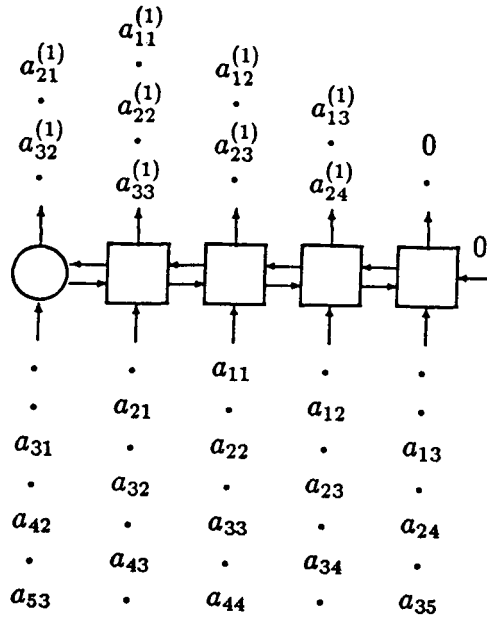 a_{11}^{(1)}
a_{21}^{(1)} · a_{12}^{(1)}
· a_{22}^{(1)} · a_{13}^{(1)}
a_{32}^{(1)} · a_{23}^{(1)} · 0
· a_{33}^{(1)} · a_{24}^{(1)} ·
0
· · a_{11} · ·
· a_{21} · a_{12} ·
a_{31} · a_{22} · a_{13}
· a_{32} · a_{23} ·
a_{42} · a_{33} · a_{24}
· a_{43} · a_{34} ·
a_{53} · a_{44} · a_{35}